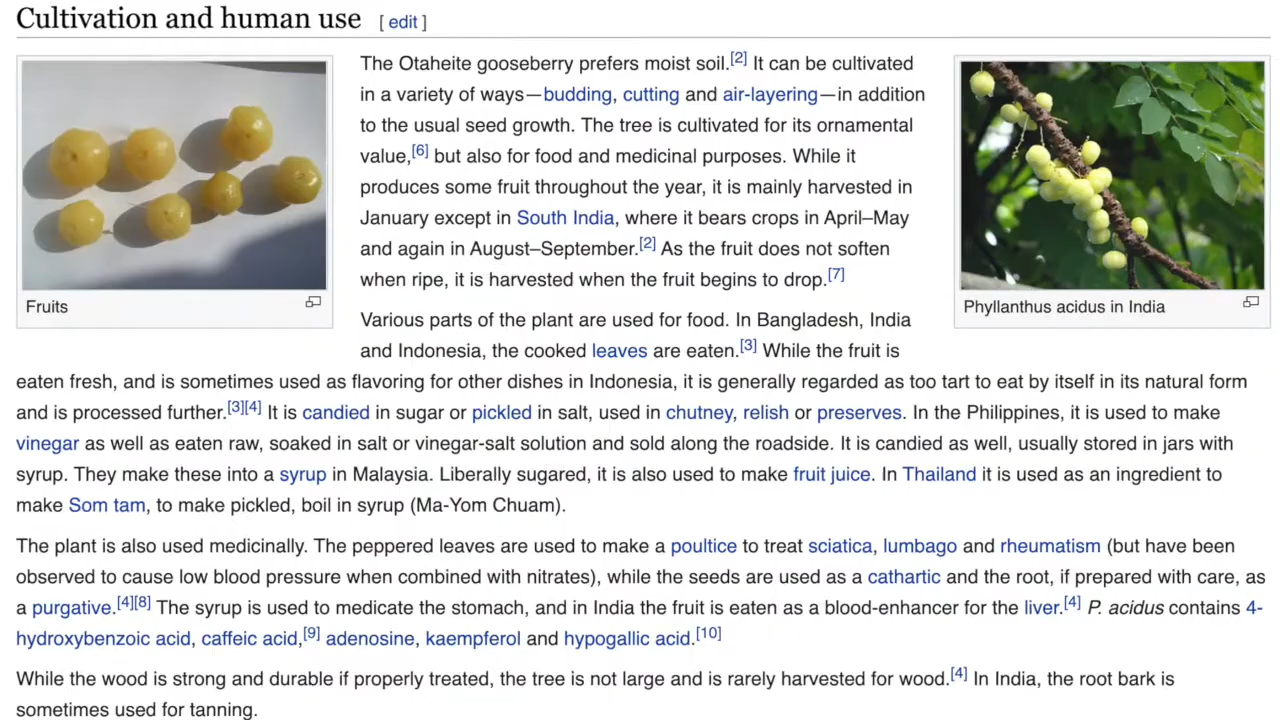 Cultivation and human use [ edit ]
The Otaheite gooseberry prefers moist soil.[2] It can be cultivated
in a variety of ways—budding, cutting and air-layering—in addition
to the usual seed growth. The tree is cultivated for its ornamental
value,[6] but also for food and medicinal purposes. While it
produces some fruit throughout the year, it is mainly harvested in
January except in South India, where it bears crops in April–May
and again in August–September.[2] As the fruit does not soften
when ripe, it is harvested when the fruit begins to drop.[7]
Fruits
Phyllanthus acidus in India
Various parts of the plant are used for food. In Bangladesh, India
and Indonesia, the cooked leaves are eaten.[3] While the fruit is
eaten fresh, and is sometimes used as flavoring for other dishes in Indonesia, it is generally regarded as too tart to eat by itself in its natural form
and is processed further.[3][4] It is candied in sugar or pickled in salt, used in chutney, relish or preserves. In the Philippines, it is used to make
vinegar as well as eaten raw, soaked in salt or vinegar-salt solution and sold along the roadside. It is candied as well, usually stored in jars with
syrup. They make these into a syrup in Malaysia. Liberally sugared, it is also used to make fruit juice. In Thailand it is used as an ingredient to
make Som tam, to make pickled, boil in syrup (Ma-Yom Chuam).
The plant is also used medicinally. The peppered leaves are used to make a poultice to treat sciatica, lumbago and rheumatism (but have been
observed to cause low blood pressure when combined with nitrates), while the seeds are used as a cathartic and the root, if prepared with care, as
a purgative.[4][8] The syrup is used to medicate the stomach, and in India the fruit is eaten as a blood-enhancer for the liver.[4] P. acidus contains 4-
hydroxybenzoic acid, caffeic acid,[9] adenosine, kaempferol and hypogallic acid.[10]
While the wood is strong and durable if properly treated, the tree is not large and is rarely harvested for wood.[4] In India, the root bark is
sometimes used for tanning.